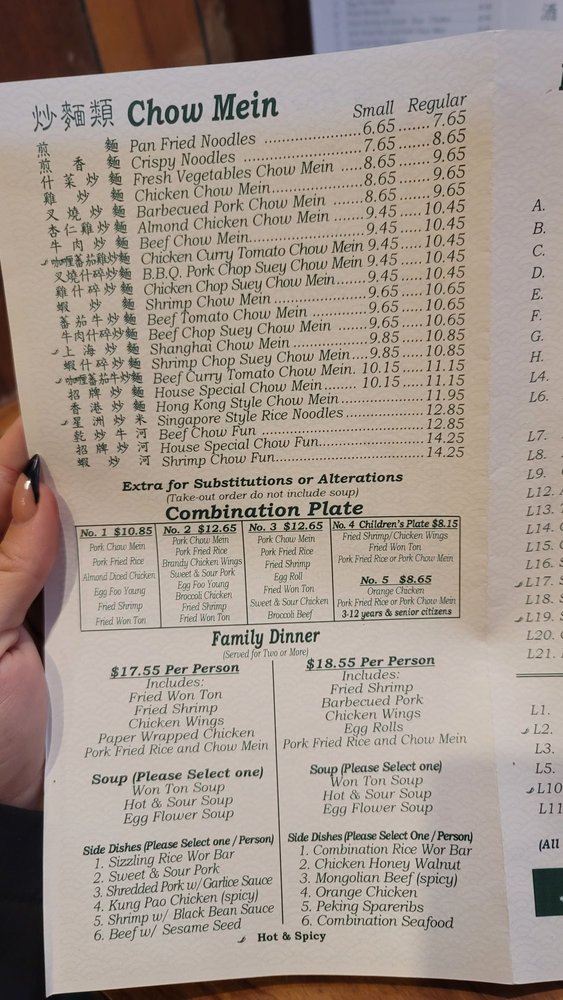 炒麵類 Chow Mein Small Regular
煎麵 Pan Fried Noodles ........ 6.65 ...... 7.65
煎香麵 Crispy Noodles ........ 7.65 ...... 8.65
什菜炒麵 Fresh Vegetables Chow Mein ..... 8.65 ...... 9.65
雞炒麵 Chicken Chow Mein ..... 8.65 ...... 9.65
叉燒炒麵 Barbecued Pork Chow Mein ..... 8.65 ...... 9.65
杏仁雞炒麵 Almond Chicken Chow Mein ..... 9.45 ..... 10.45
牛肉炒麵 Beef Chow Mein ..... 9.45 ..... 10.45
咖喱蕃茄雞炒麵 Chicken Curry Tomato Chow Mein 9.45 ..... 10.45
叉燒什碎炒麵 B.B.Q. Pork Chop Suey Chow Mein 9.45 ..... 10.45
雞什碎炒麵 Chicken Chop Suey Chow Mein ..... 9.45 ..... 10.45
蝦炒麵 Shrimp Chow Mein ..... 9.65 ..... 10.65
蕃茄牛炒麵 Beef Tomato Chow Mein ..... 9.65 ..... 10.65
牛肉什碎炒麵 Beef Chop Suey Chow Mein ..... 9.65 ..... 10.65
上海炒麵 Shanghai Chow Mein ..... 9.85 ..... 10.85
蝦什碎炒麵 Shrimp Chop Suey Chow Mein .... 9.85 ..... 10.85
咖喱蕃茄牛炒麵 Beef Curry Tomato Chow Mein. 10.15 ..... 11.15
招牌炒麵 House Special Chow Mein ..... 10.15 ..... 11.15
香港炒麵 Hong Kong Style Chow Mein ..... 11.95
星洲炒米 Singapore Style Rice Noodles ..... 12.85
乾炒牛河 Beef Chow Fun ..... 12.85
招牌炒河 House Special Chow Fun ..... 14.25
蝦炒河 Shrimp Chow Fun ..... 14.25
Extra for Substitutions or Alterations
(Take-out order do not include soup)
Combination Plate
No. 1 $10.85
Pork Chow Mein
Pork Fried Rice
Almond Diced Chicken
Egg Foo Young
Fried Shrimp
Fried Won Ton
No. 2 $12.65
Pork Chow Mein
Pork Fried Rice
Brandy Chicken Wings
Sweet & Sour Pork
Egg Foo Young
Broccoli Chicken
Fried Shrimp
Fried Won Ton
No. 3 $12.65
Pork Chow Mein
Pork Fried Rice
Fried Shrimp
Egg Roll
Fried Won Ton
Sweet & Sour Chicken
Broccoli Beef
No. 4 Children's Plate $8.15
Fried Shrimp/Chicken Wings
Fried Won Ton
Pork Fried Rice or Pork Chow Mein
No. 5 $8.65
Orange Chicken
Pork Fried Rice or Pork Chow Mein
3-12 years & senior citizens
Family Dinner
(Served for Two or More)
$17.55 Per Person
Includes:
Fried Won Ton
Fried Shrimp
Chicken Wings
Paper Wrapped Chicken
Pork Fried Rice and Chow Mein
Soup (Please Select one)
Won Ton Soup
Hot & Sour Soup
Egg Flower Soup
Side Dishes (Please Select one / Person)
1. Sizzling Rice Wor Bar
2. Sweet & Sour Pork
3. Shredded Pork w/Garlice Sauce
4. Kung Pao Chicken (spicy)
5. Shrimp w/ Black Bean Sauce
6. Beef w/ Sesame Seed
$18.55 Per Person
Includes:
Fried Shrimp
Barbecued Pork
Chicken Wings
Egg Rolls
Pork Fried Rice and Chow Mein
Soup (Please Select one)
Won Ton Soup
Hot & Sour Soup
Egg Flower Soup
Side Dishes (Please Select One / Person)
1. Combination Rice Wor Bar
2. Chicken Honey Walnut
3. Mongolian Beef (spicy)
4. Orange Chicken
5. Peking Spareribs
6. Combination Seafood
Hot & Spicy
酒
A.
B.
C.
D.
E.
F.
G.
H.
L4.
L6.
L7.
L8.
L9.
L12.
L13.
L14.
L15.
L16.
L17.
L18.
L19.
L20.
L21.
L1.
L2.
L3.
L5.
L10
L11
(All